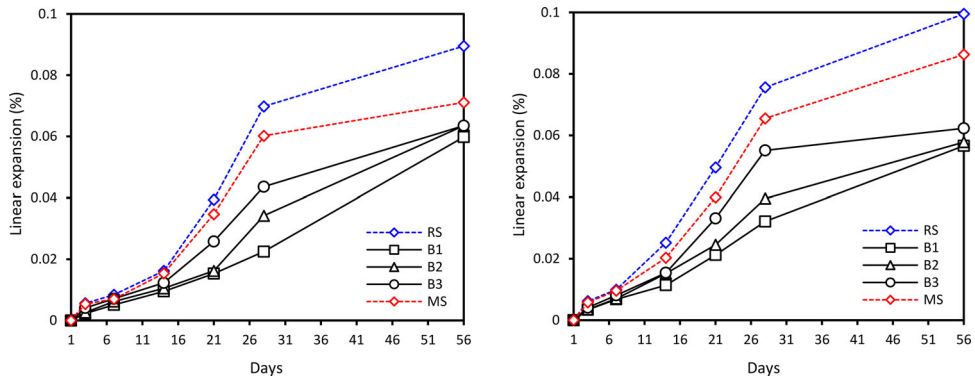 0.1
0.08
0.06
0.04
0.02
0
Linear expansion (%)
1 6 11 16 21 26 31 36 41 46 51 56
Days
RS
B1
B2
B3
MS
0.1
0.08
0.06
0.04
0.02
0
Linear expansion (%)
1 6 11 16 21 26 31 36 41 46 51 56
Days
RS
B1
B2
B3
MS